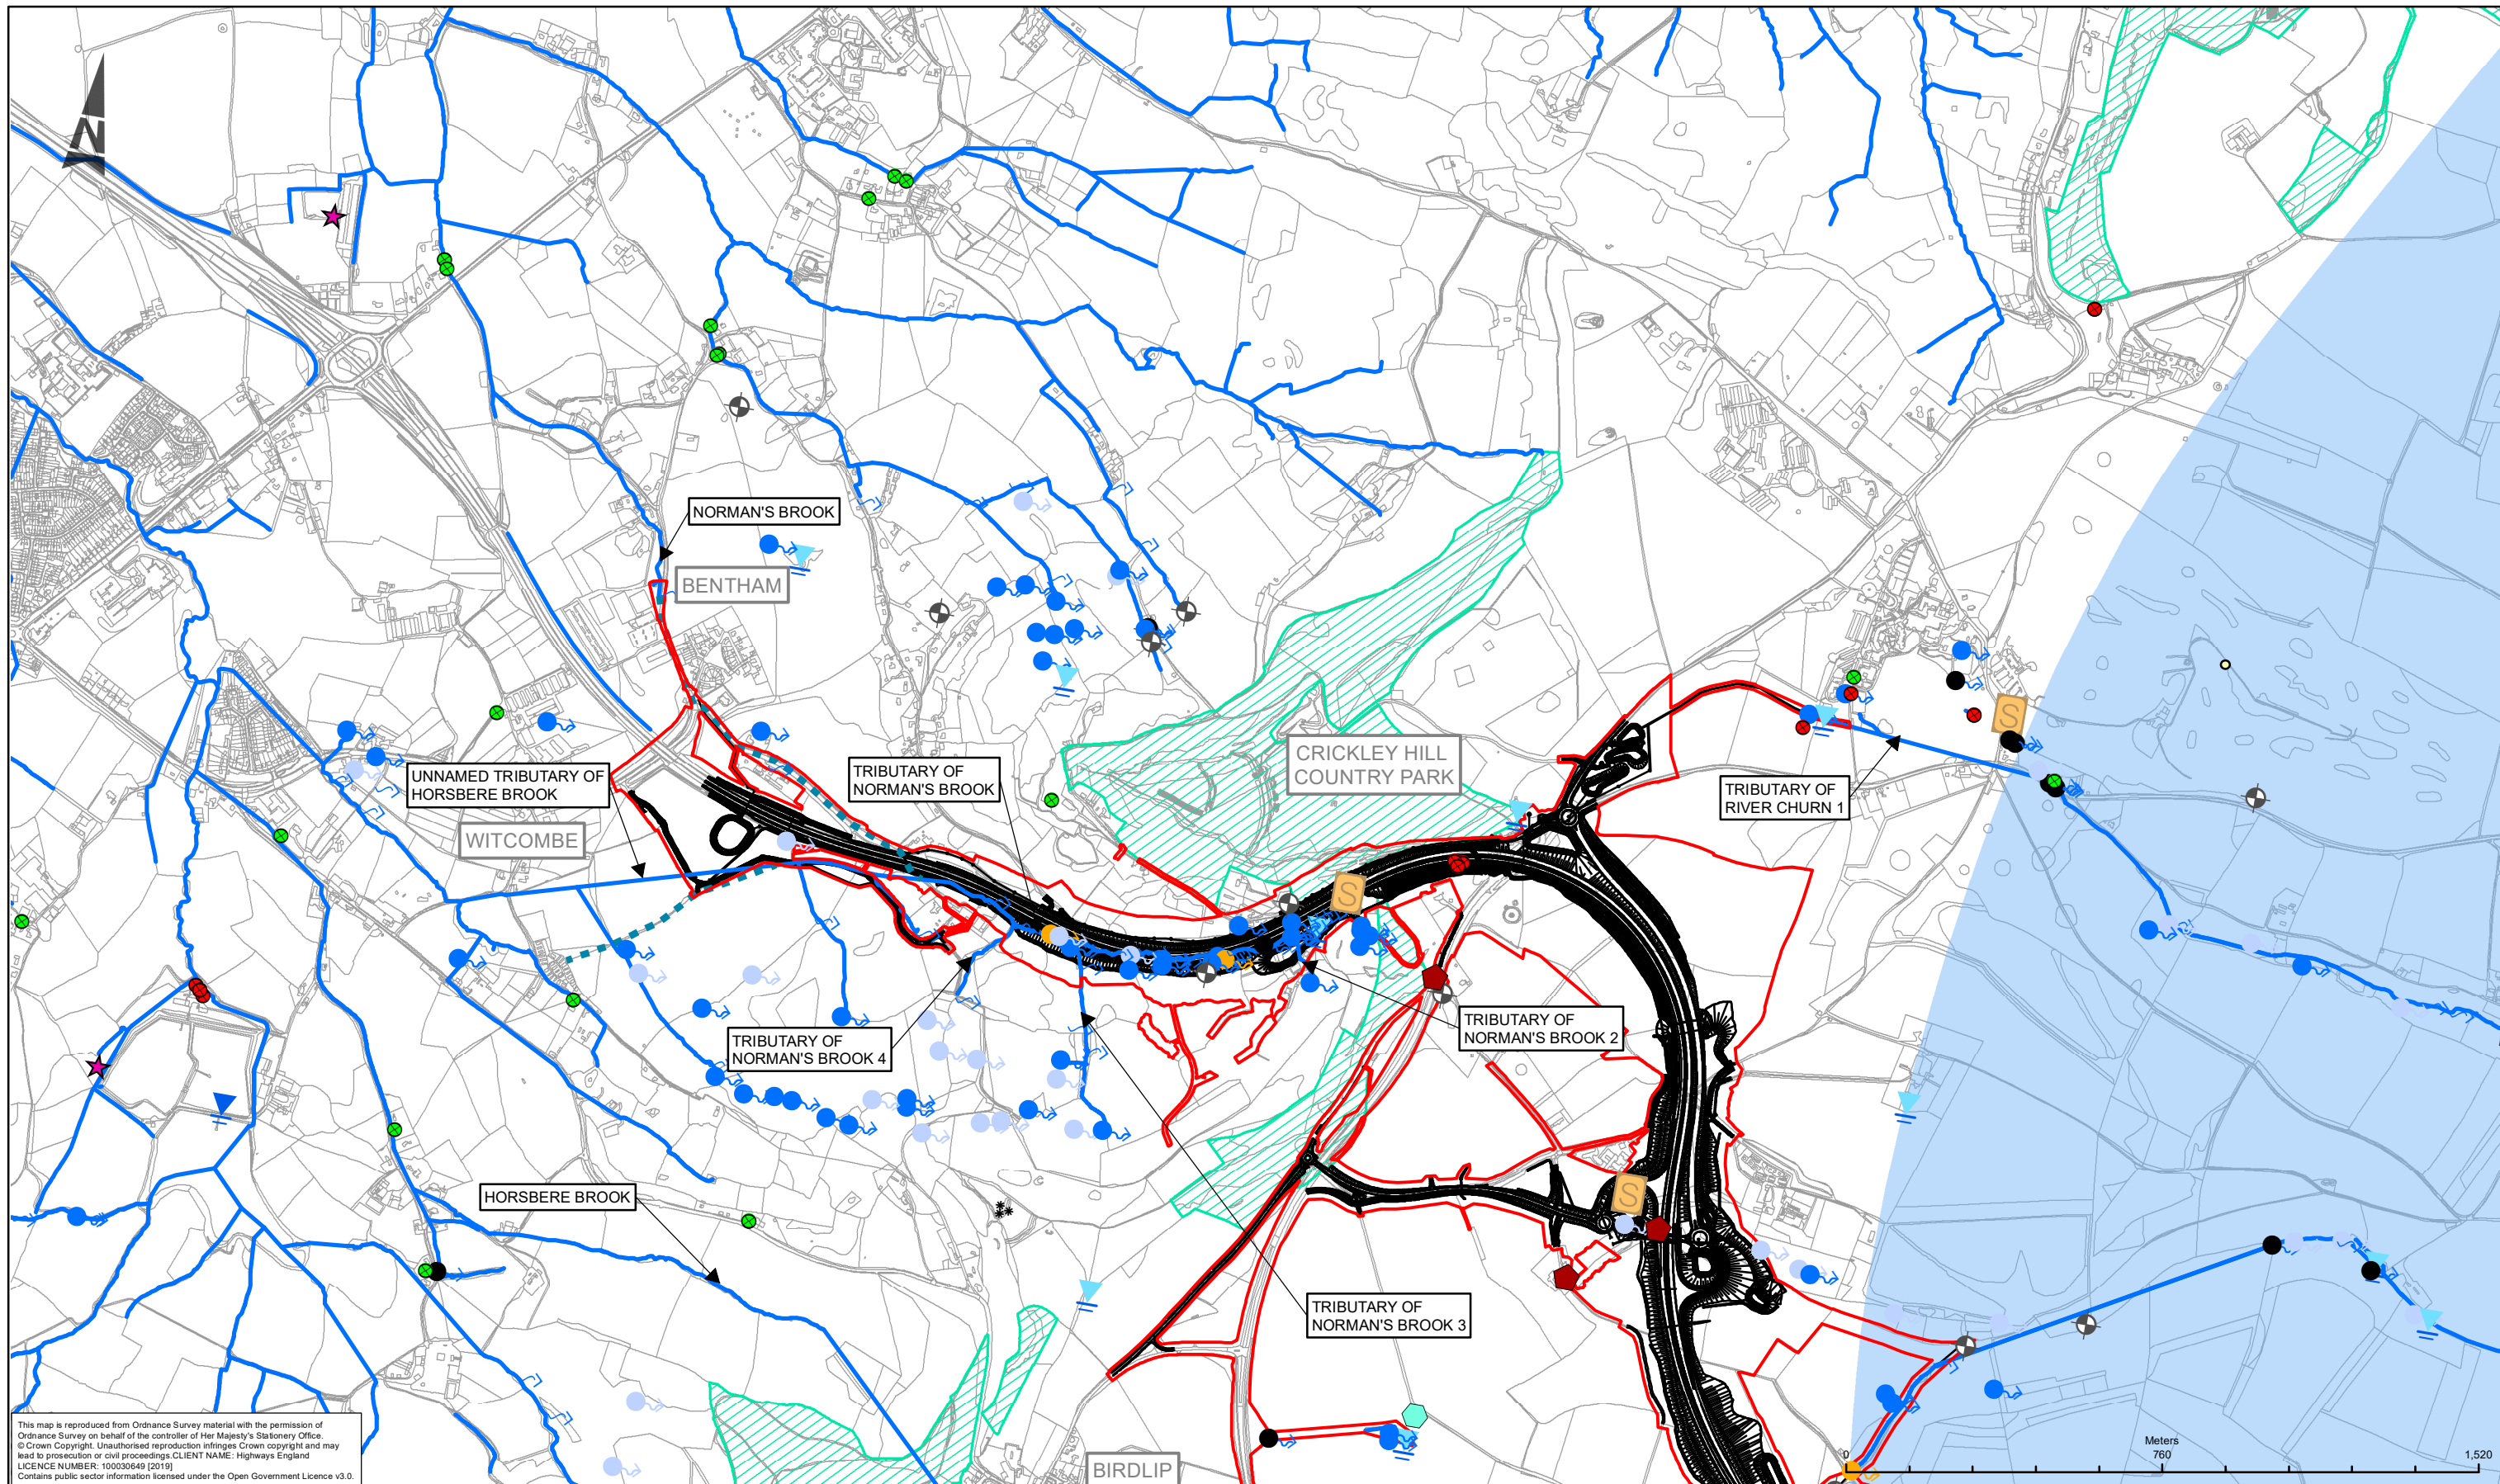 N
NORMAN'S BROOK
BENTHAM
UNNAMED TRIBUTARY OF
HORSBERE BROOK
TRIBUTARY OF
NORMAN'S BROOK
CRICKLEY HILL
COUNTRY PARK
S
TRIBUTARY OF
RIVER CHURN 1
WITCOMBE
S
TRIBUTARY OF
NORMAN'S BROOK 4
TRIBUTARY OF
NORMAN'S BROOK 2
HORSBERE BROOK
S
TRIBUTARY OF
NORMAN'S BROOK 3
BIRDLIP
This map is reproduced from Ordnance Survey material with the permission of
Ordnance Survey on behalf of the controller of Her Majesty's Stationery Office.
© Crown Copyright. Unauthorised reproduction infringes Crown copyright and may
lead to prosecution or civil proceedings.CLIENT NAME: Highways England
LICENCE NUMBER: 100030649 [2019]
Contains public sector information licensed under the Open Government Licence v3.0.
Meters
0 760 1,520